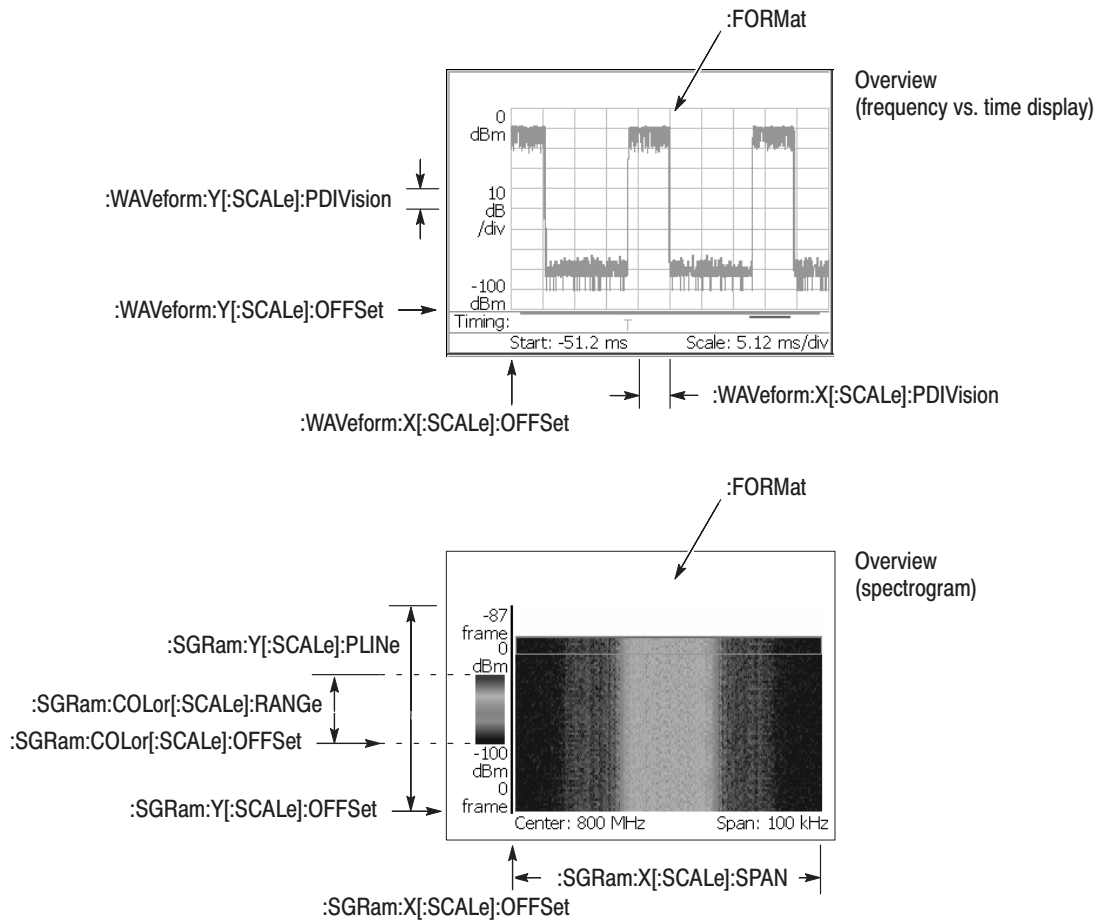 :FORMat
Overview
(frequency vs. time display)
0
dBm
:WAVeform:Y[:SCALe]:PDIVision
10
dB
/div
-100
dBm
:WAVeform:Y[:SCALe]:OFFSet
Timing:
T
Start: -51.2 ms
Scale: 5.12 ms/div
:WAVeform:X[:SCALe]:PDIVision
:WAVeform:X[:SCALe]:OFFSet
:FORMat
Overview
(spectrogram)
-87
frame
0
dBm
:SGRam:Y[:SCALe]:PLINe
:SGRam:COLor[:SCALe]:RANGe
:SGRam:COLor[:SCALe]:OFFSet
-100
dBm
0
frame
:SGRam:Y[:SCALe]:OFFSet
Center: 800 MHz
Span: 100 kHz
:SGRam:X[:SCALe]:SPAN
:SGRam:X[:SCALe]:OFFSet